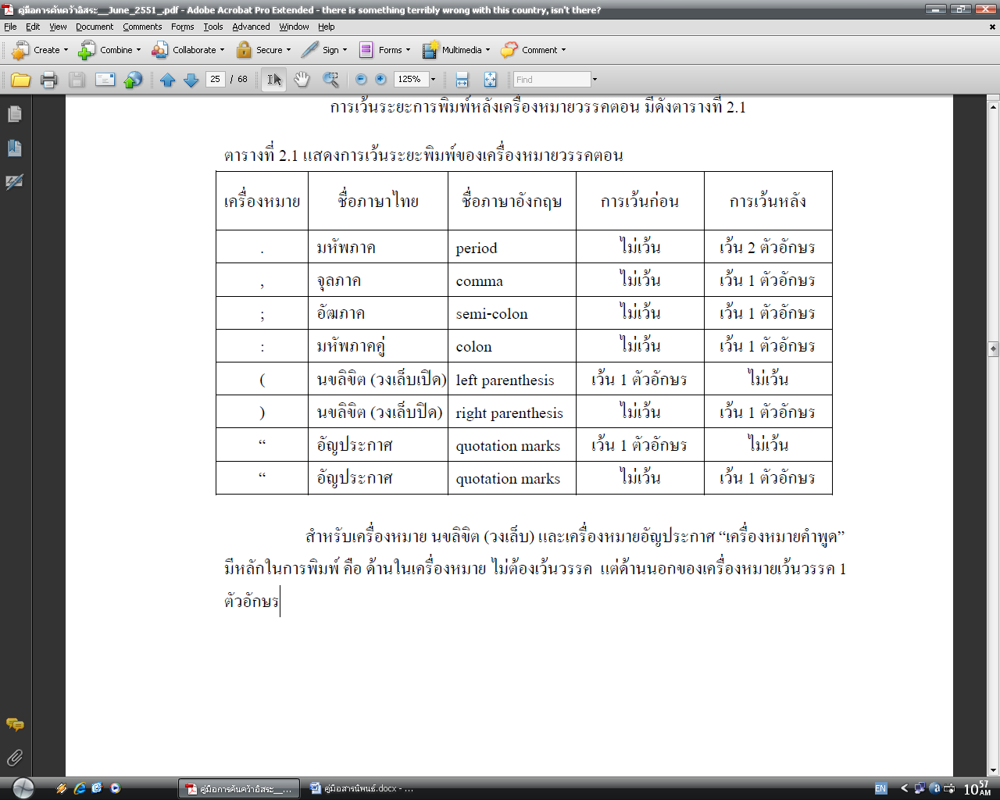 คู่มือการค้นคว้าอิสระ__June_2551_.pdf - Adobe Acrobat Pro Extended - there is something terribly wrong with this country, isn't there?
File Edit View Document Comments Forms Tools Advanced Window Help
Create Combine Collaborate Secure Sign Forms Multimedia Comment
25 / 68 125% Find
การเว้นระยะการพิมพ์หลังเครื่องหมายวรรคตอน มีดังตารางที่ 2.1
ตารางที่ 2.1 แสดงการเว้นระยะพิมพ์ของเครื่องหมายวรรคตอน
เครื่องหมาย ชื่อภาษาไทย ชื่อภาษาอังกฤษ การเว้นก่อน การเว้นหลัง
. มหัพภาค period ไม่เว้น เว้น 2 ตัวอักษร
, จุลภาค comma ไม่เว้น เว้น 1 ตัวอักษร
; อัฒภาค semi-colon ไม่เว้น เว้น 1 ตัวอักษร
: มหัพภาคคู่ colon ไม่เว้น เว้น 1 ตัวอักษร
( นขลิขิต (วงเล็บเปิด) left parenthesis เว้น 1 ตัวอักษร ไม่เว้น
) นขลิขิต (วงเล็บปิด) right parenthesis ไม่เว้น เว้น 1 ตัวอักษร
“ อัญประกาศ quotation marks เว้น 1 ตัวอักษร ไม่เว้น
“ อัญประกาศ quotation marks ไม่เว้น เว้น 1 ตัวอักษร
สำหรับเครื่องหมาย นขลิขิต (วงเล็บ) และเครื่องหมายอัญประกาศ “เครื่องหมายคำพูด”
มีหลักในการพิมพ์ คือ ด้านในเครื่องหมาย ไม่ต้องเว้นวรรค แต่ด้านนอกของเครื่องหมายเว้นวรรค 1
ตัวอักษร
คู่มือการค้นคว้าอิสระ__... คู่มือสารนิพนธ์.docx - ... EN 10 57 AM